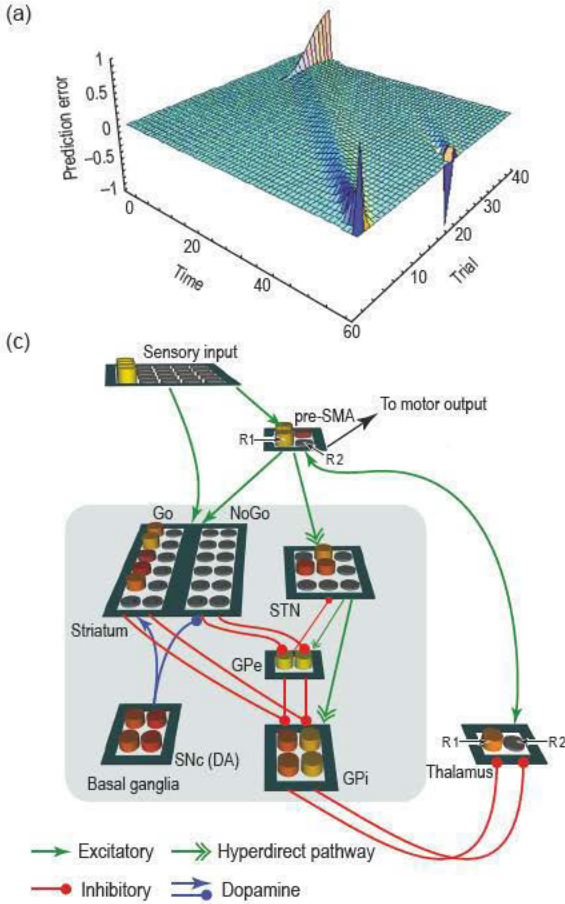 (a)
1
0.5
0
−0.5
−1
Prediction error
0
20
40
60
Time
10
20
30
40
Trial
(c)
Sensory input
pre-SMA
To motor output
R1
R2
Go
NoGo
STN
Striatum
GPe
SNc (DA)
Basal ganglia
GPi
R1
R2
Thalamus
Excitatory
Hyperdirect pathway
Inhibitory
Dopamine